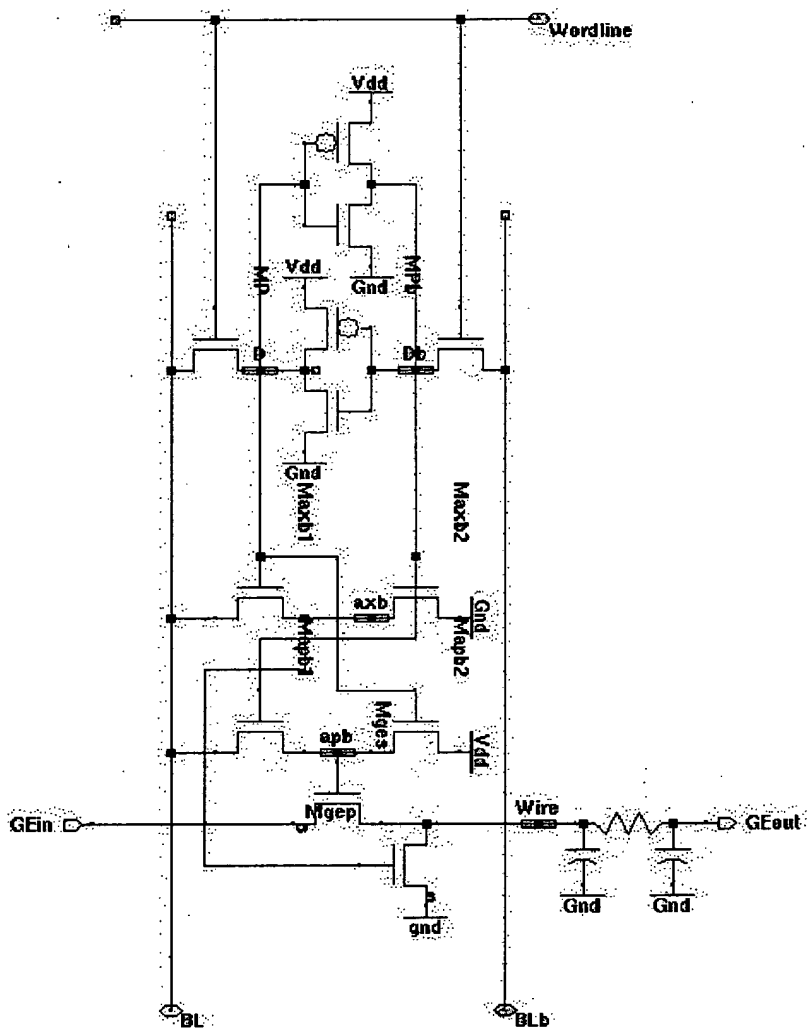 Wordline
Vdd
MP
Vdd
Gnd
MPb
D
Db
Gnd
Maxb1
Maxb2
axb
Gnd
Mapb1
Mapb2
apb
Mges
Vdd
GEin
Mgep
Wire
GEout
Gnd
Gnd
gnd
BL
BLb